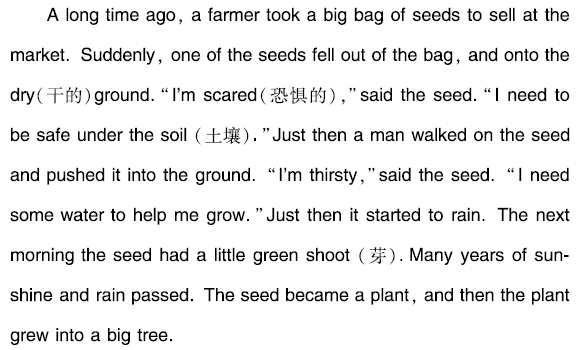 A long time ago, a farmer took a big bag of seeds to sell at the
market. Suddenly, one of the seeds fell out of the bag, and onto the
dry(干的)ground. “I’m scared(恐惧的),”said the seed. “I need to
be safe under the soil (土壤). ”Just then a man walked on the seed
and pushed it into the ground. “I’m thirsty,”said the seed. “I need
some water to help me grow. ”Just then it started to rain. The next
morning the seed had a little green shoot (芽). Many years of sun-
shine and rain passed. The seed became a plant, and then the plant
grew into a big tree.